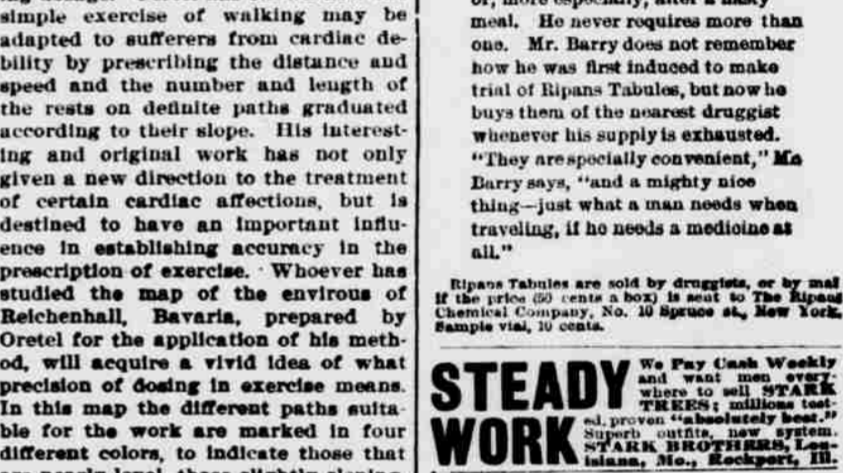 simple exercise of walking may be
adapted to sufferers from cardiac de-
bility by prescribing the distance and
speed and the number and length of
the rests on definite paths graduated
according to their slope. His interest-
ing and original work has not only
given a new direction to the treatment
of certain cardiac affections, but is
destined to have an important influ-
ence in establishing accuracy in the
prescription of exercise. Whoever has
studied the map of the envirous of
Reichenhall, Bavaria, prepared by
Oretel for the application of his meth-
od, will acquire a vivid idea of what
precision of dosing in exercise means.
In this map the different paths suita-
ble for the work are marked in four
different colors, to indicate those that
meal. He never requires more than
one. Mr. Barry does not remember
how he was first induced to make
trial of Ripans Tabules, but now he
buys them of the nearest druggist
whenever his supply is exhausted.
"They are specially convenient,"
Barry says, "and a mighty nice
thing—just what a man needs when
traveling, if he needs a medicine at
all."
Ripans Tabules are sold by druggists, or by mail
if the price (50 cents a box) is sent to The Ripans
Chemical Company, No. 10 Spruce st., New York.
Sample vial, 10 cents.
STEADY
WORK
We Pay Cash Weekly
and want men every-
where to sell STARK
TREES; millions test-
ed, proven "absolutely best."
Superb outfits, new system.
STARK BROTHERS, Lou-
isiana, Mo., Rockport, Ill.